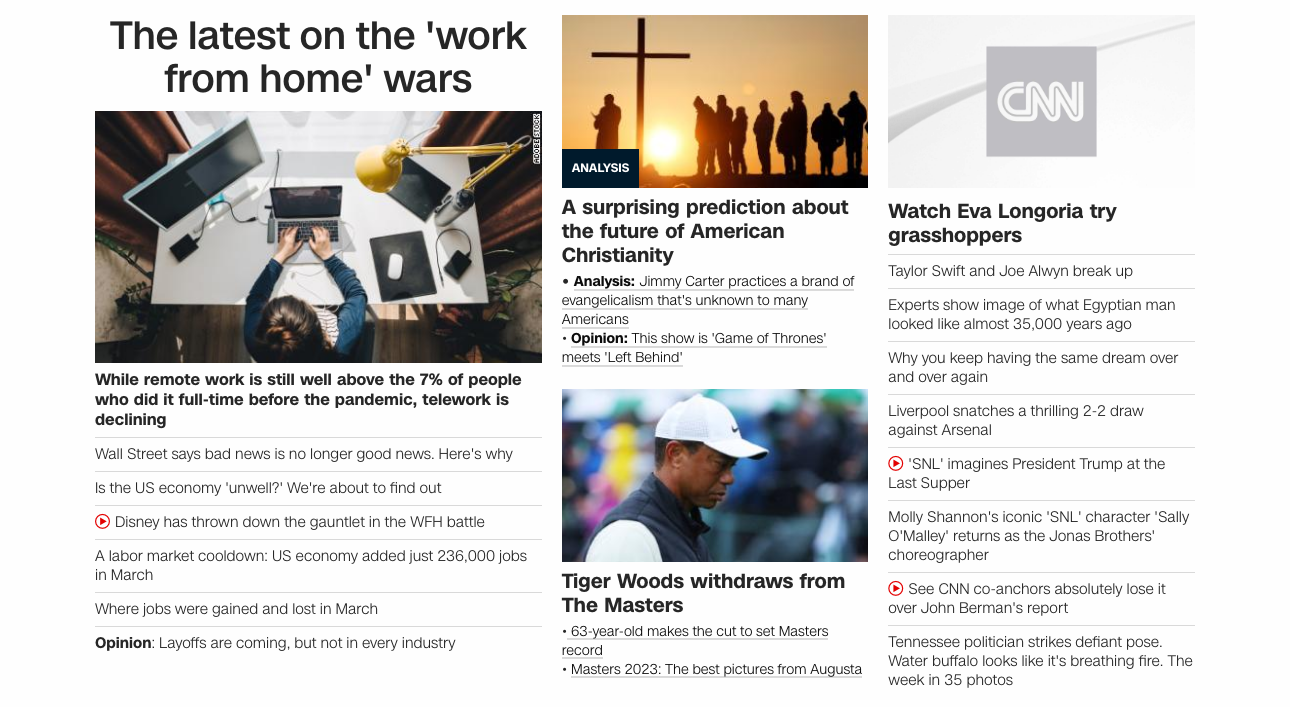 The latest on the 'work
from home' wars
ADOBE STOCK
While remote work is still well above the 7% of people
who did it full-time before the pandemic, telework is
declining
Wall Street says bad news is no longer good news. Here's why
Is the US economy 'unwell?' We're about to find out
Disney has thrown down the gauntlet in the WFH battle
A labor market cooldown: US economy added just 236,000 jobs
in March
Where jobs were gained and lost in March
Opinion: Layoffs are coming, but not in every industry
ANALYSIS
A surprising prediction about
the future of American
Christianity
• Analysis: Jimmy Carter practices a brand of
evangelicalism that's unknown to many
Americans
• Opinion: This show is 'Game of Thrones'
meets 'Left Behind'
Tiger Woods withdraws from
The Masters
• 63-year-old makes the cut to set Masters
record
• Masters 2023: The best pictures from Augusta
CNN
Watch Eva Longoria try
grasshoppers
Taylor Swift and Joe Alwyn break up
Experts show image of what Egyptian man
looked like almost 35,000 years ago
Why you keep having the same dream over
and over again
Liverpool snatches a thrilling 2-2 draw
against Arsenal
'SNL' imagines President Trump at the
Last Supper
Molly Shannon's iconic 'SNL' character 'Sally
O'Malley' returns as the Jonas Brothers'
choreographer
See CNN co-anchors absolutely lose it
over John Berman's report
Tennessee politician strikes defiant pose.
Water buffalo looks like it's breathing fire. The
week in 35 photos